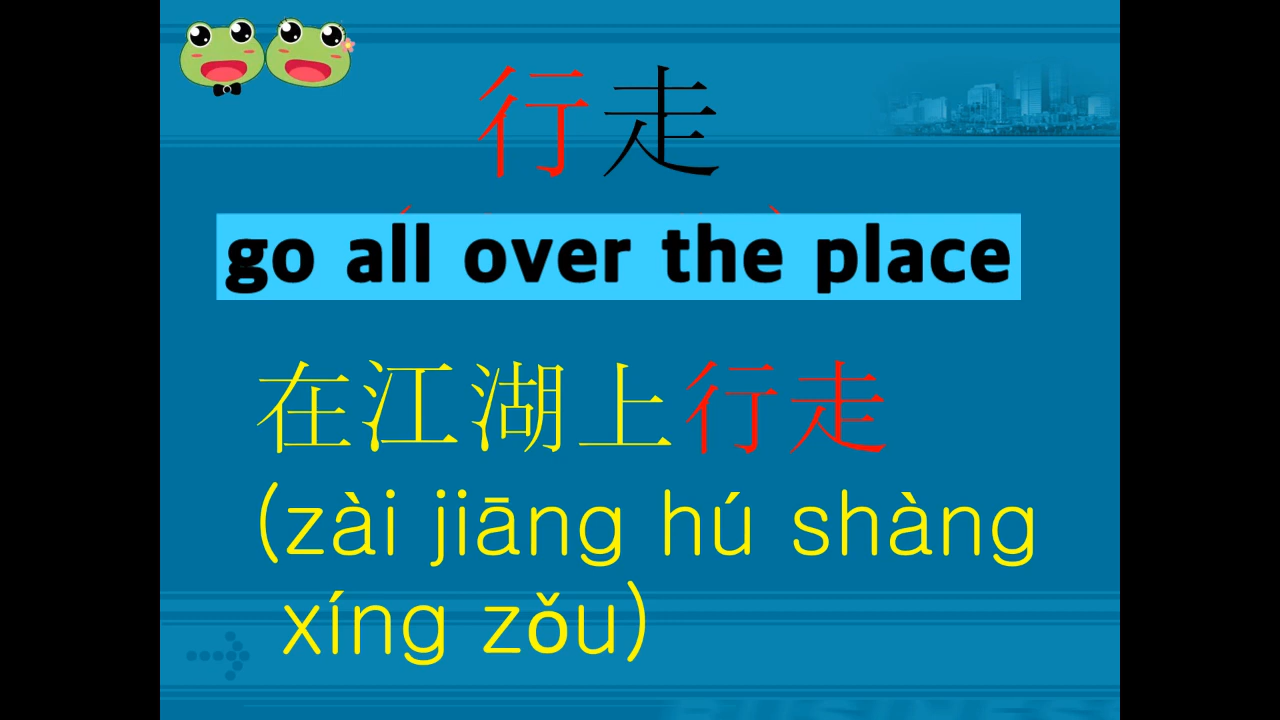 行走
go all over the place
在江湖上行走
(zài jiāng hú shàng
xíng zǒu)
BUSINESS